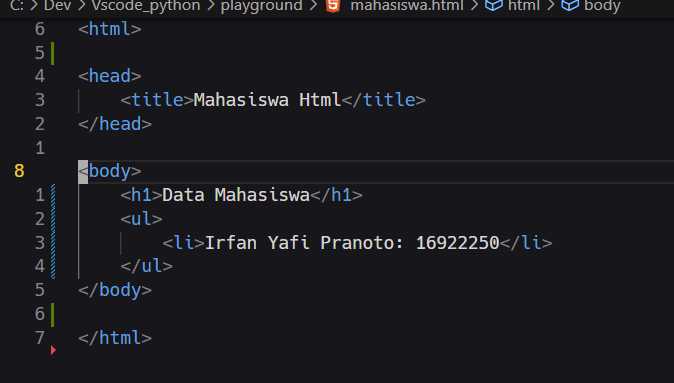 C: > Dev > Vscode_python > playground > mahasiswa.html > html > body
6 <html>
5
4 <head>
3 <title>Mahasiswa Html</title>
2 </head>
1
8 <body>
1 <h1>Data Mahasiswa</h1>
2 <ul>
3 <li>Irfan Yafi Pranoto: 16922250</li>
4 </ul>
5 </body>
6
7 </html>